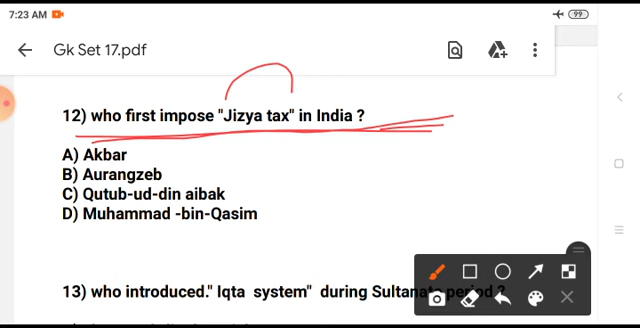 7:23 AM
99
Gk Set 17.pdf
12) who first impose "Jizya tax" in India ?
A) Akbar
B) Aurangzeb
C) Qutub-ud-din aibak
D) Muhammad -bin-Qasim
13) who introduced." Iqta system" during Sultanate period ?